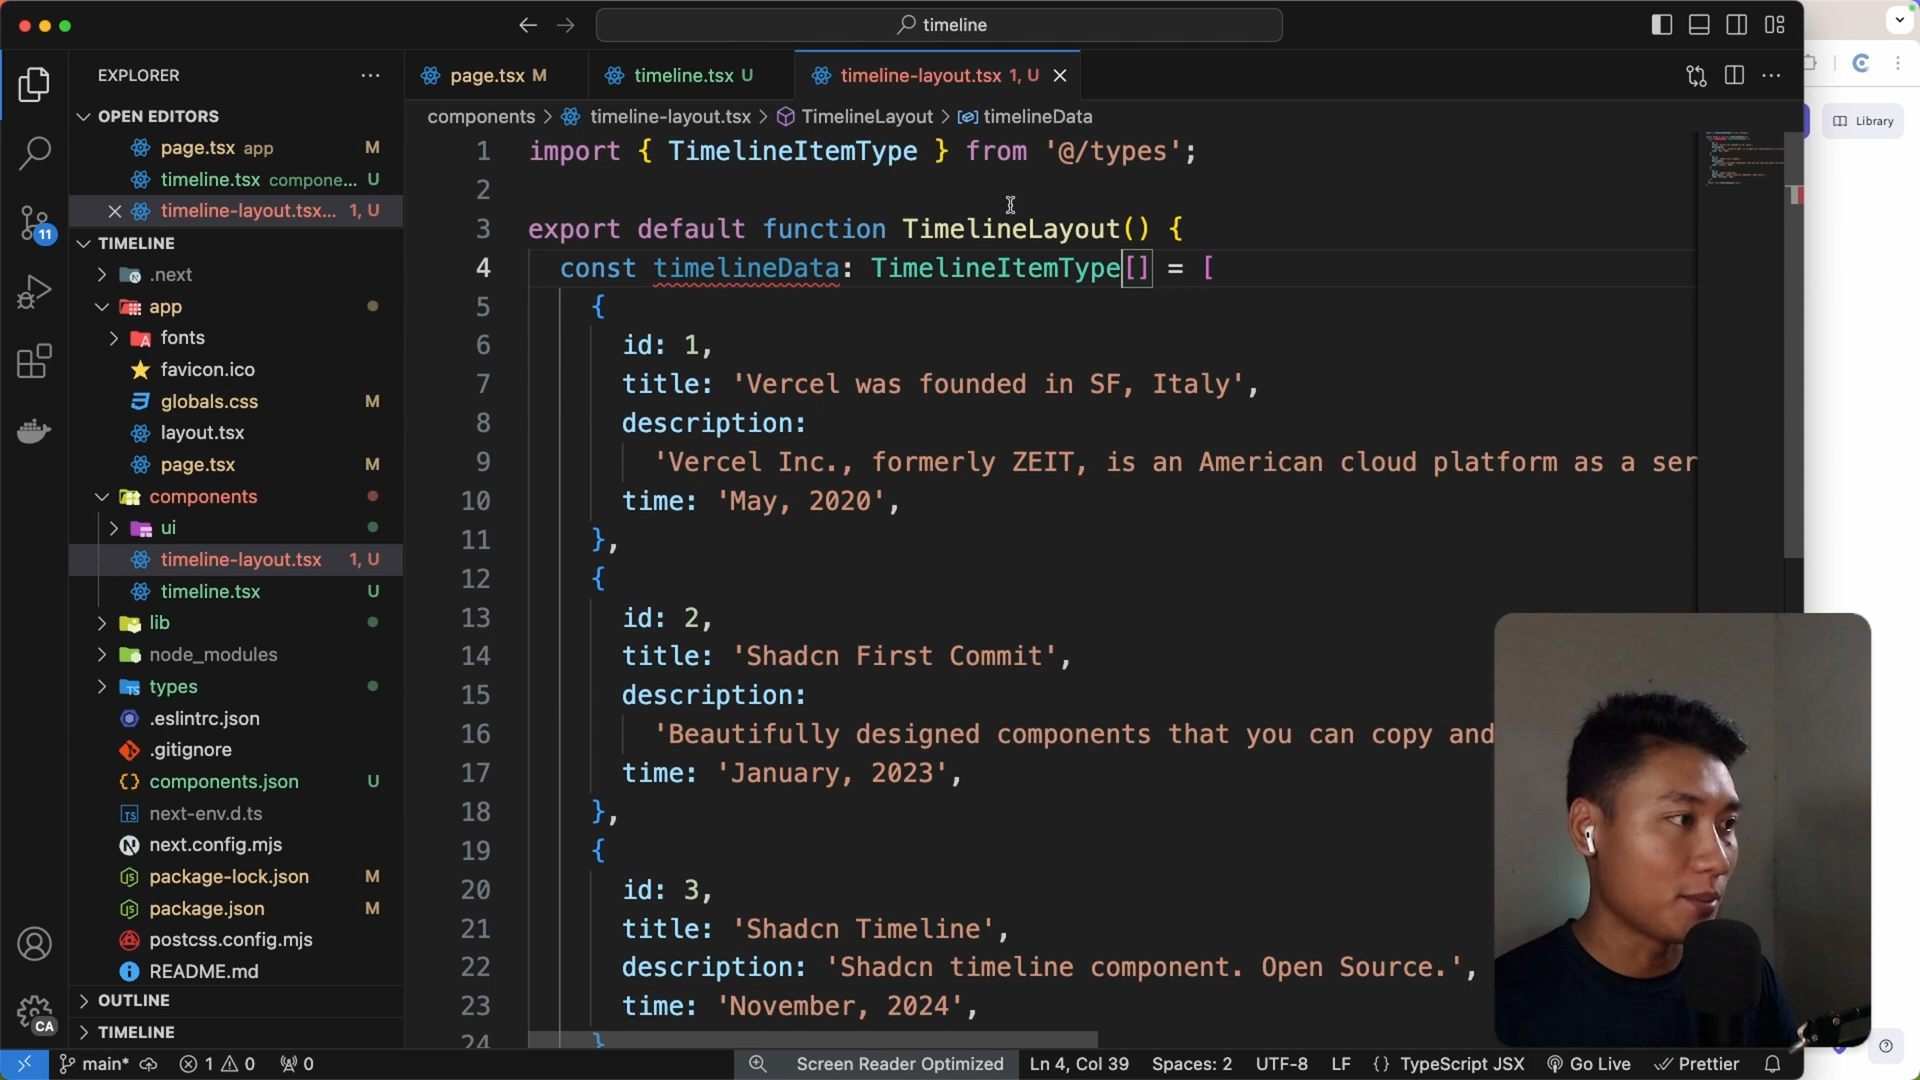 timeline
EXPLORER
page.tsx M
timeline.tsx U
timeline-layout.tsx 1, U
OPEN EDITORS
components > timeline-layout.tsx > TimelineLayout > timelineData
Library
page.tsx app M
timeline.tsx compone... U
timeline-layout.tsx... 1, U
TIMELINE
.next
app
fonts
favicon.ico
globals.css M
layout.tsx
page.tsx M
components
ui
timeline-layout.tsx 1, U
timeline.tsx U
lib
node_modules
types
.eslintrc.json
.gitignore
components.json U
next-env.d.ts
next.config.mjs
package-lock.json M
package.json M
postcss.config.mjs
README.md
OUTLINE
TIMELINE
11
CA
1 import { TimelineItemType } from '@/types';
2
3 export default function TimelineLayout() {
4 const timelineData: TimelineItemType[] = [
5 {
6 id: 1,
7 title: 'Vercel was founded in SF, Italy',
8 description:
9 'Vercel Inc., formerly ZEIT, is an American cloud platform as a ser
10 time: 'May, 2020',
11 },
12 {
13 id: 2,
14 title: 'Shadcn First Commit',
15 description:
16 'Beautifully designed components that you can copy and
17 time: 'January, 2023',
18 },
19 {
20 id: 3,
21 title: 'Shadcn Timeline',
22 description: 'Shadcn timeline component. Open Source.',
23 time: 'November, 2024',
24 }
main* 1 0 0 Screen Reader Optimized Ln 4, Col 39 Spaces: 2 UTF-8 LF {} TypeScript JSX Go Live Prettier